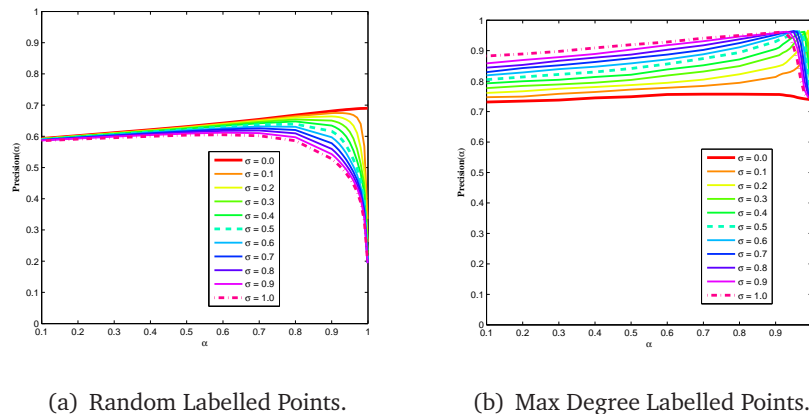 1
0.9
0.8
0.7
0.6
0.5
0.4
0.3
0.2
0.1
0
Precision(α)
σ = 0.0
σ = 0.1
σ = 0.2
σ = 0.3
σ = 0.4
σ = 0.5
σ = 0.6
σ = 0.7
σ = 0.8
σ = 0.9
σ = 1.0
0.1 0.2 0.3 0.4 0.5 0.6 0.7 0.8 0.9 1
α
(a) Random Labelled Points.
1
0.9
0.8
0.7
0.6
0.5
0.4
0.3
0.2
0.1
0
Precision(α)
σ = 0.0
σ = 0.1
σ = 0.2
σ = 0.3
σ = 0.4
σ = 0.5
σ = 0.6
σ = 0.7
σ = 0.8
σ = 0.9
σ = 1.0
0.1 0.2 0.3 0.4 0.5 0.6 0.7 0.8 0.9
α
(b) Max Degree Labelled Points.